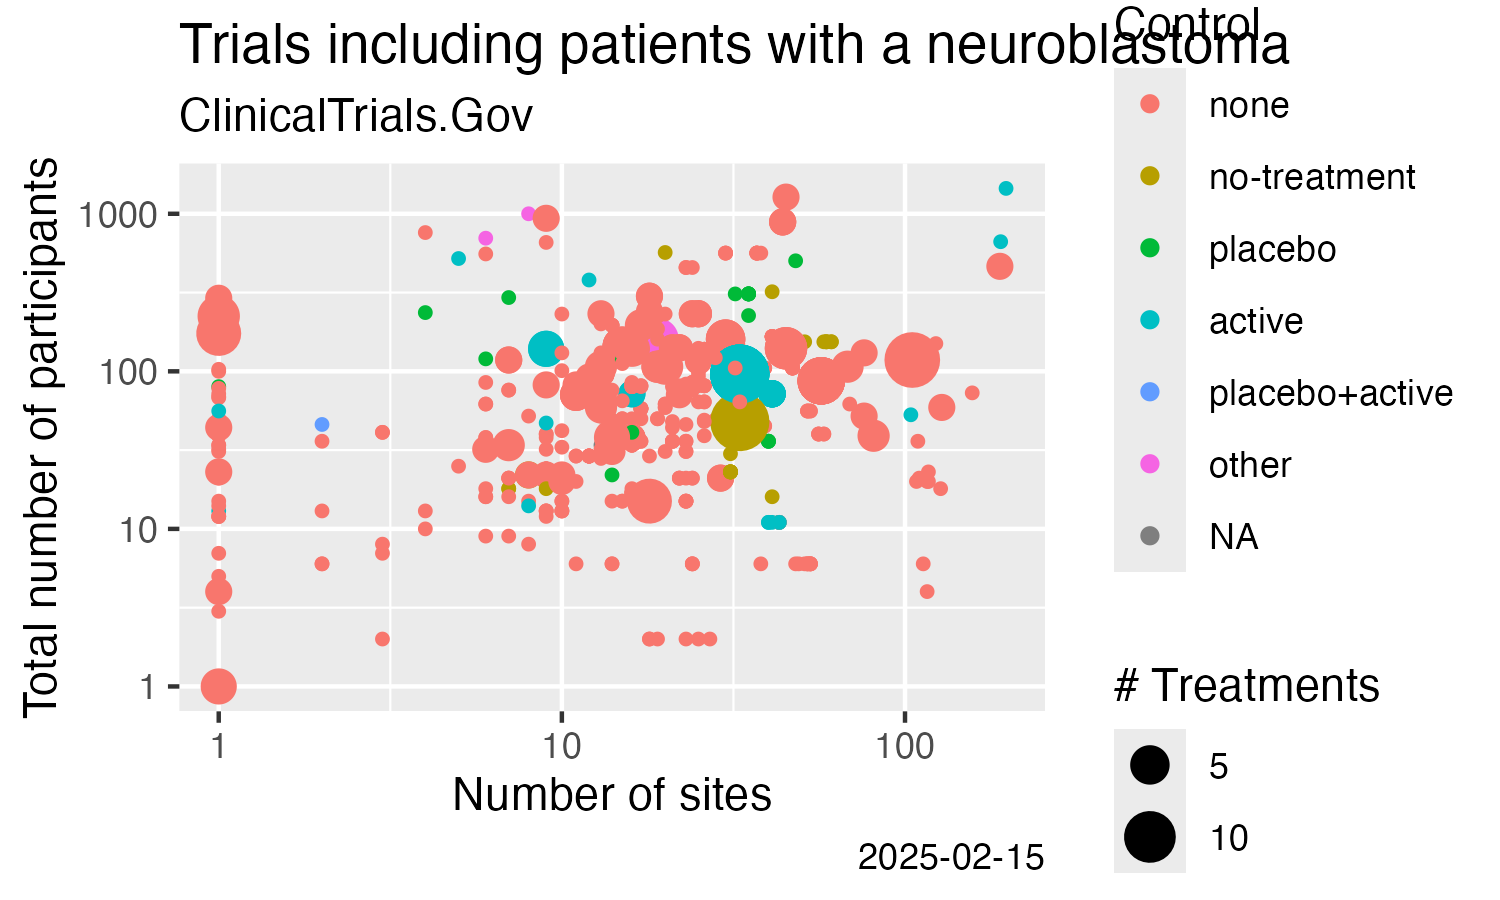 Trials including patients with a neuroblastoma
ClinicalTrials.Gov
Total number of participants
1000
100
10
1
1
10
100
Number of sites
2025-02-15
Control
none
no-treatment
placebo
active
placebo+active
other
NA
# Treatments
5
10